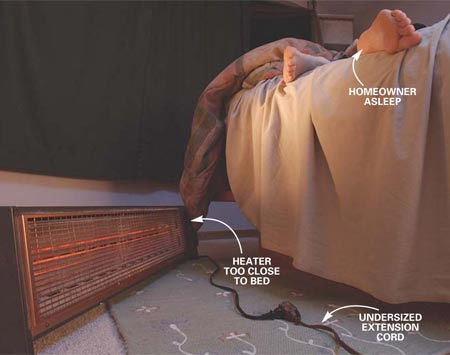 HOMEOWNER
ASLEEP
HEATER
TOO CLOSE
TO BED
UNDERSIZED
EXTENSION
CORD